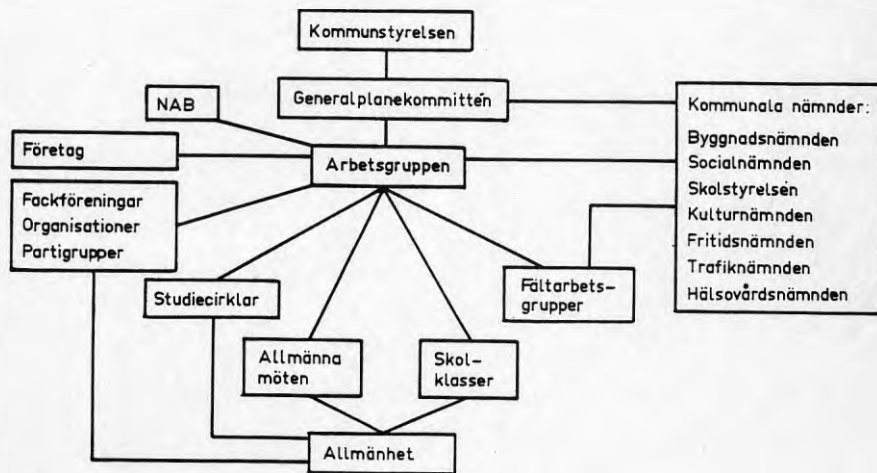 Kommunstyrelsen
Generalplanekommittén
NAB
Företag
Arbetsgruppen
Fackföreningar
Organisationer
Partigrupper
Kommunala nämnder:
Byggnadsnämnden
Socialnämnden
Skolstyrelsen
Kulturnämnden
Fritidsnämnden
Trafiknämnden
Hälsovårdsnämnden
Studiecirklar
Fältarbets-
grupper
Allmänna
möten
Skol-
klasser
Allmänhet